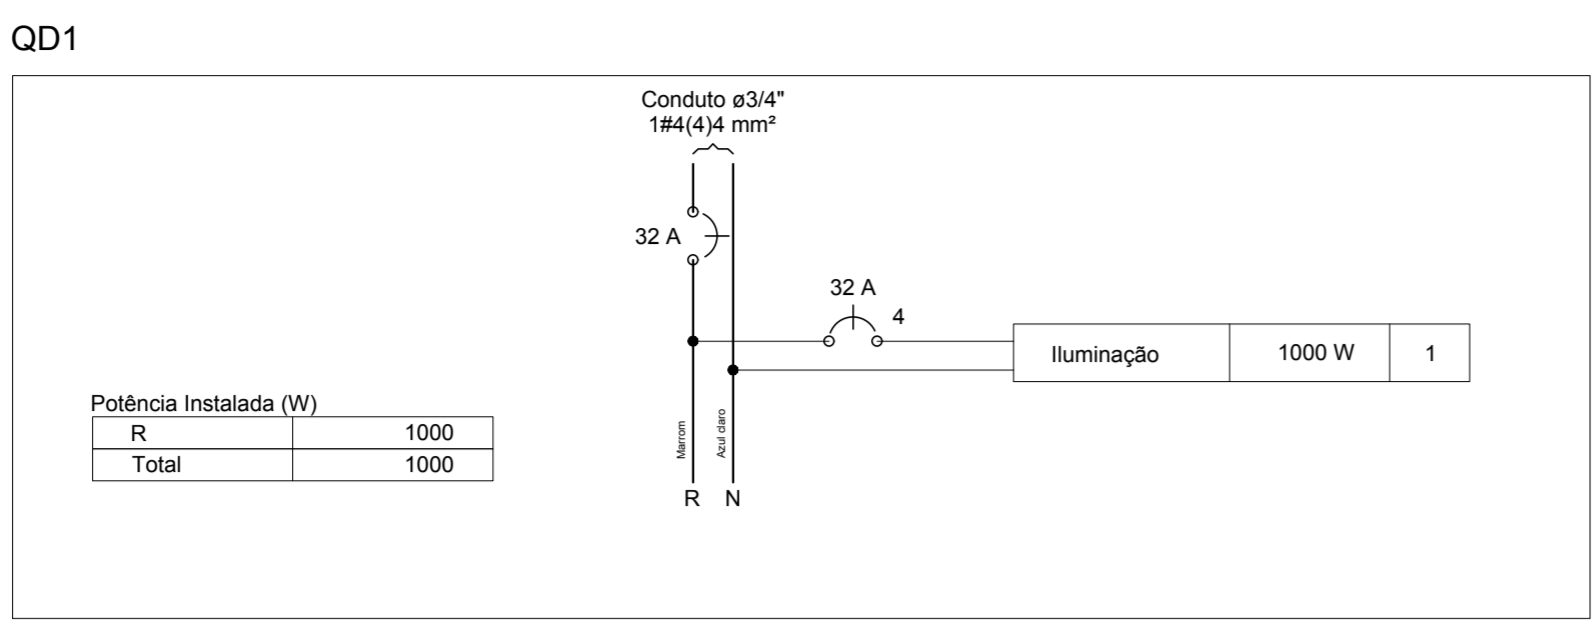 QD1
Conduto ø3/4"
1#4(4)4 mm²
32 A
32 A
4
Iluminação 1000 W 1
Potência Instalada (W)
R 1000
Total 1000
Marrom
Azul claro
R N